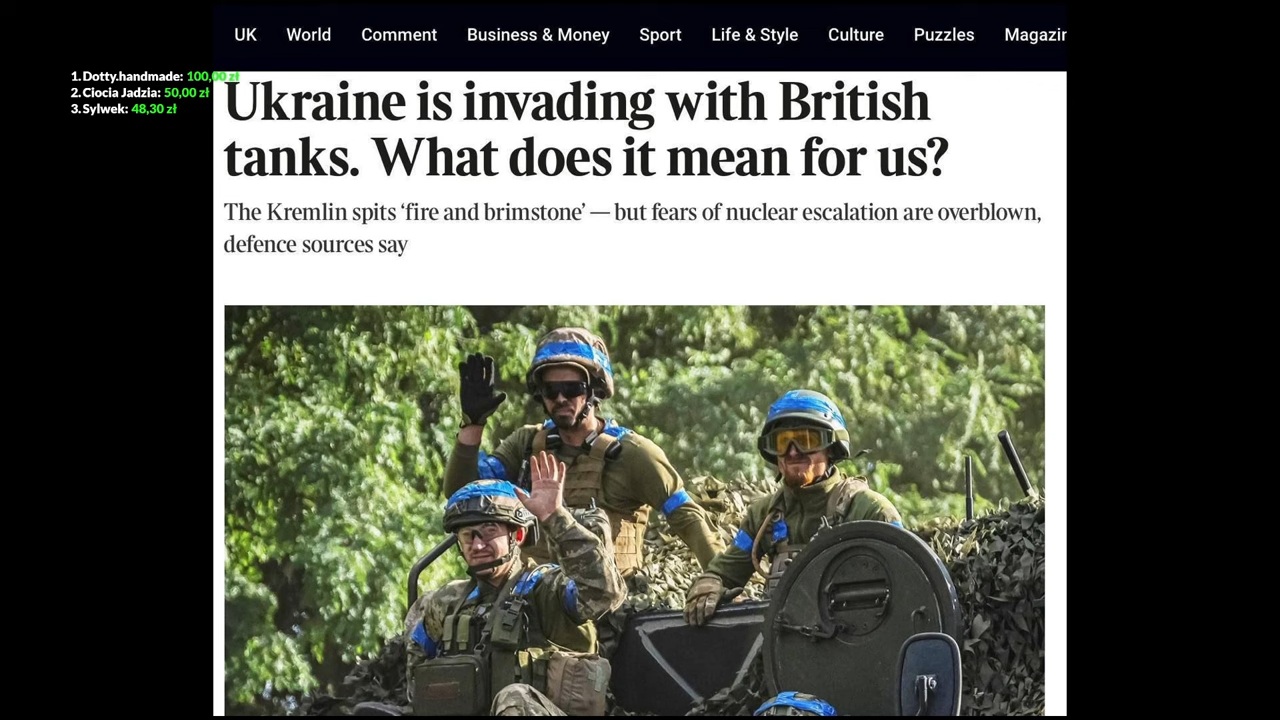 UK World Comment Business & Money Sport Life & Style Culture Puzzles Magazin
1. Dotty.handmade: 100,00 zł
2. Ciocia Jadzia: 50,00 zł
3. Sylwek: 48,30 zł
Ukraine is invading with British
tanks. What does it mean for us?
The Kremlin spits ‘fire and brimstone’ — but fears of nuclear escalation are overblown,
defence sources say